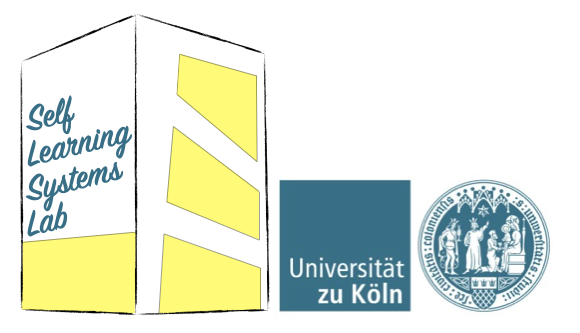 Self
Learning
Systems
Lab
Universität
zu Köln